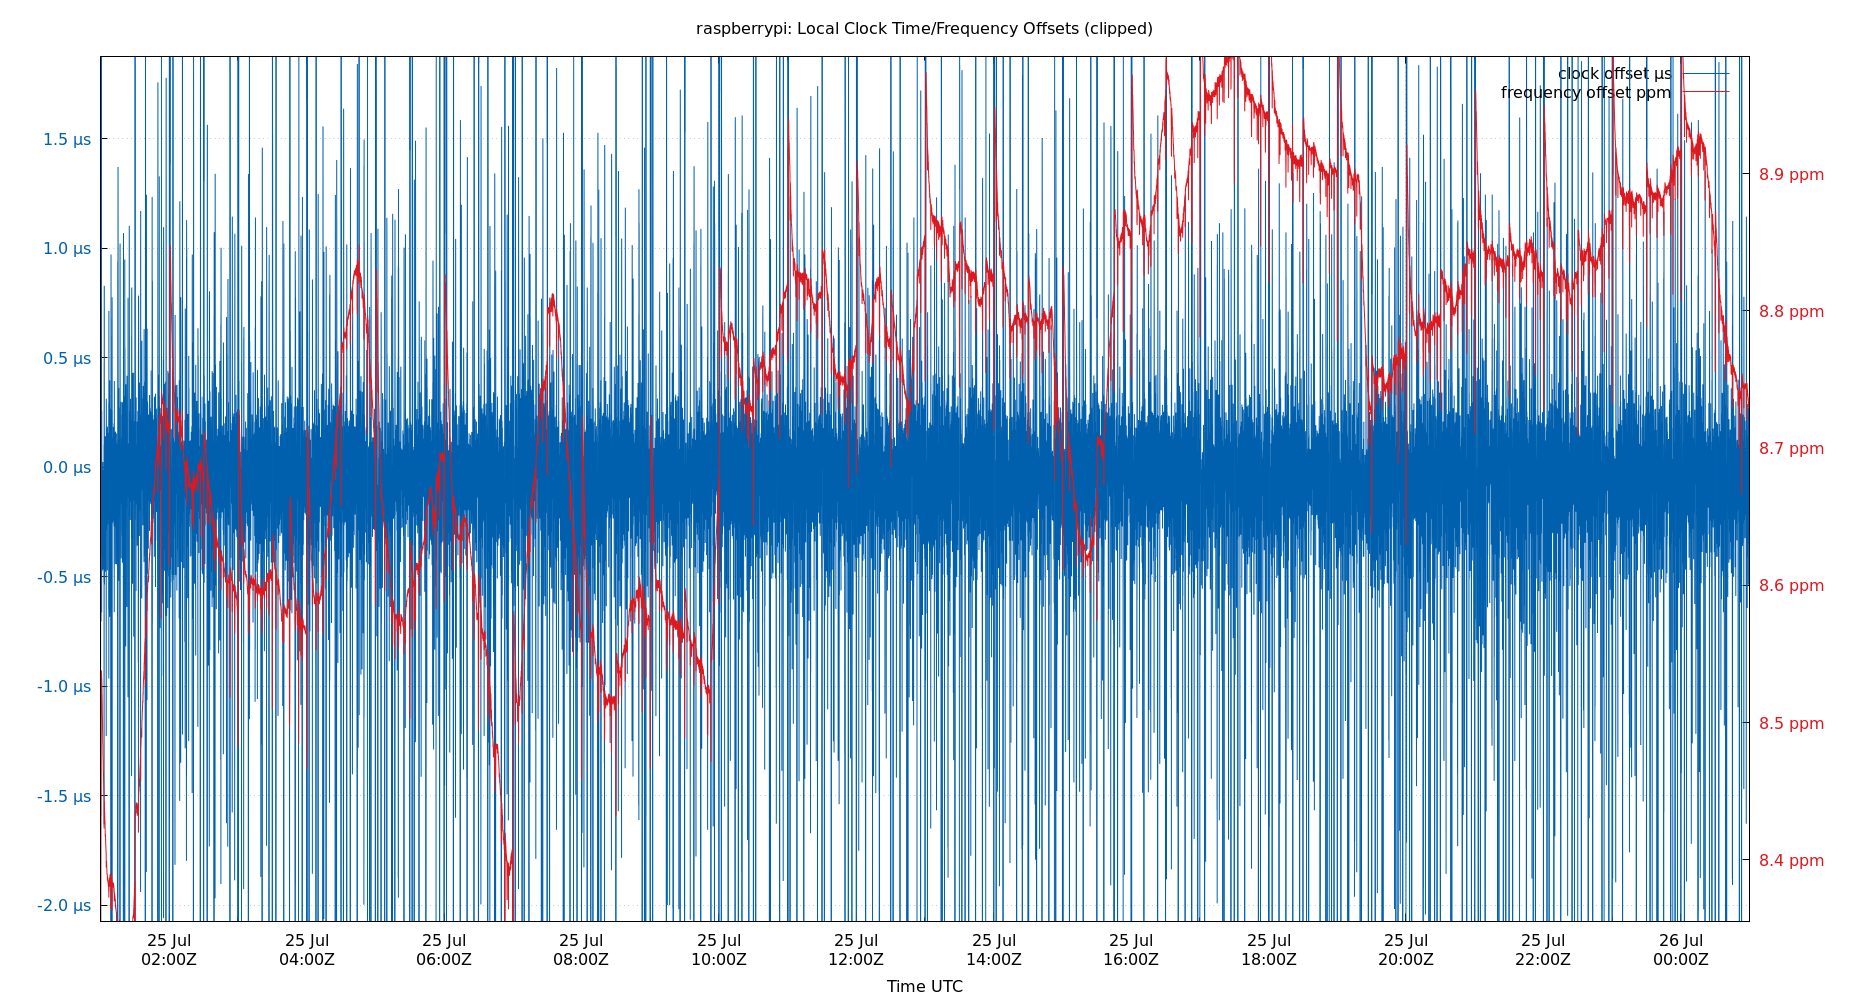 raspberrypi: Local Clock Time/Frequency Offsets (clipped)
clock offset µs
frequency offset ppm
1.5 µs
1.0 µs
0.5 µs
0.0 µs
-0.5 µs
-1.0 µs
-1.5 µs
-2.0 µs
8.9 ppm
8.8 ppm
8.7 ppm
8.6 ppm
8.5 ppm
8.4 ppm
25 Jul 25 Jul 25 Jul 25 Jul 25 Jul 25 Jul 25 Jul 25 Jul 25 Jul 25 Jul 25 Jul 26 Jul
02:00Z 04:00Z 06:00Z 08:00Z 10:00Z 12:00Z 14:00Z 16:00Z 18:00Z 20:00Z 22:00Z 00:00Z
Time UTC